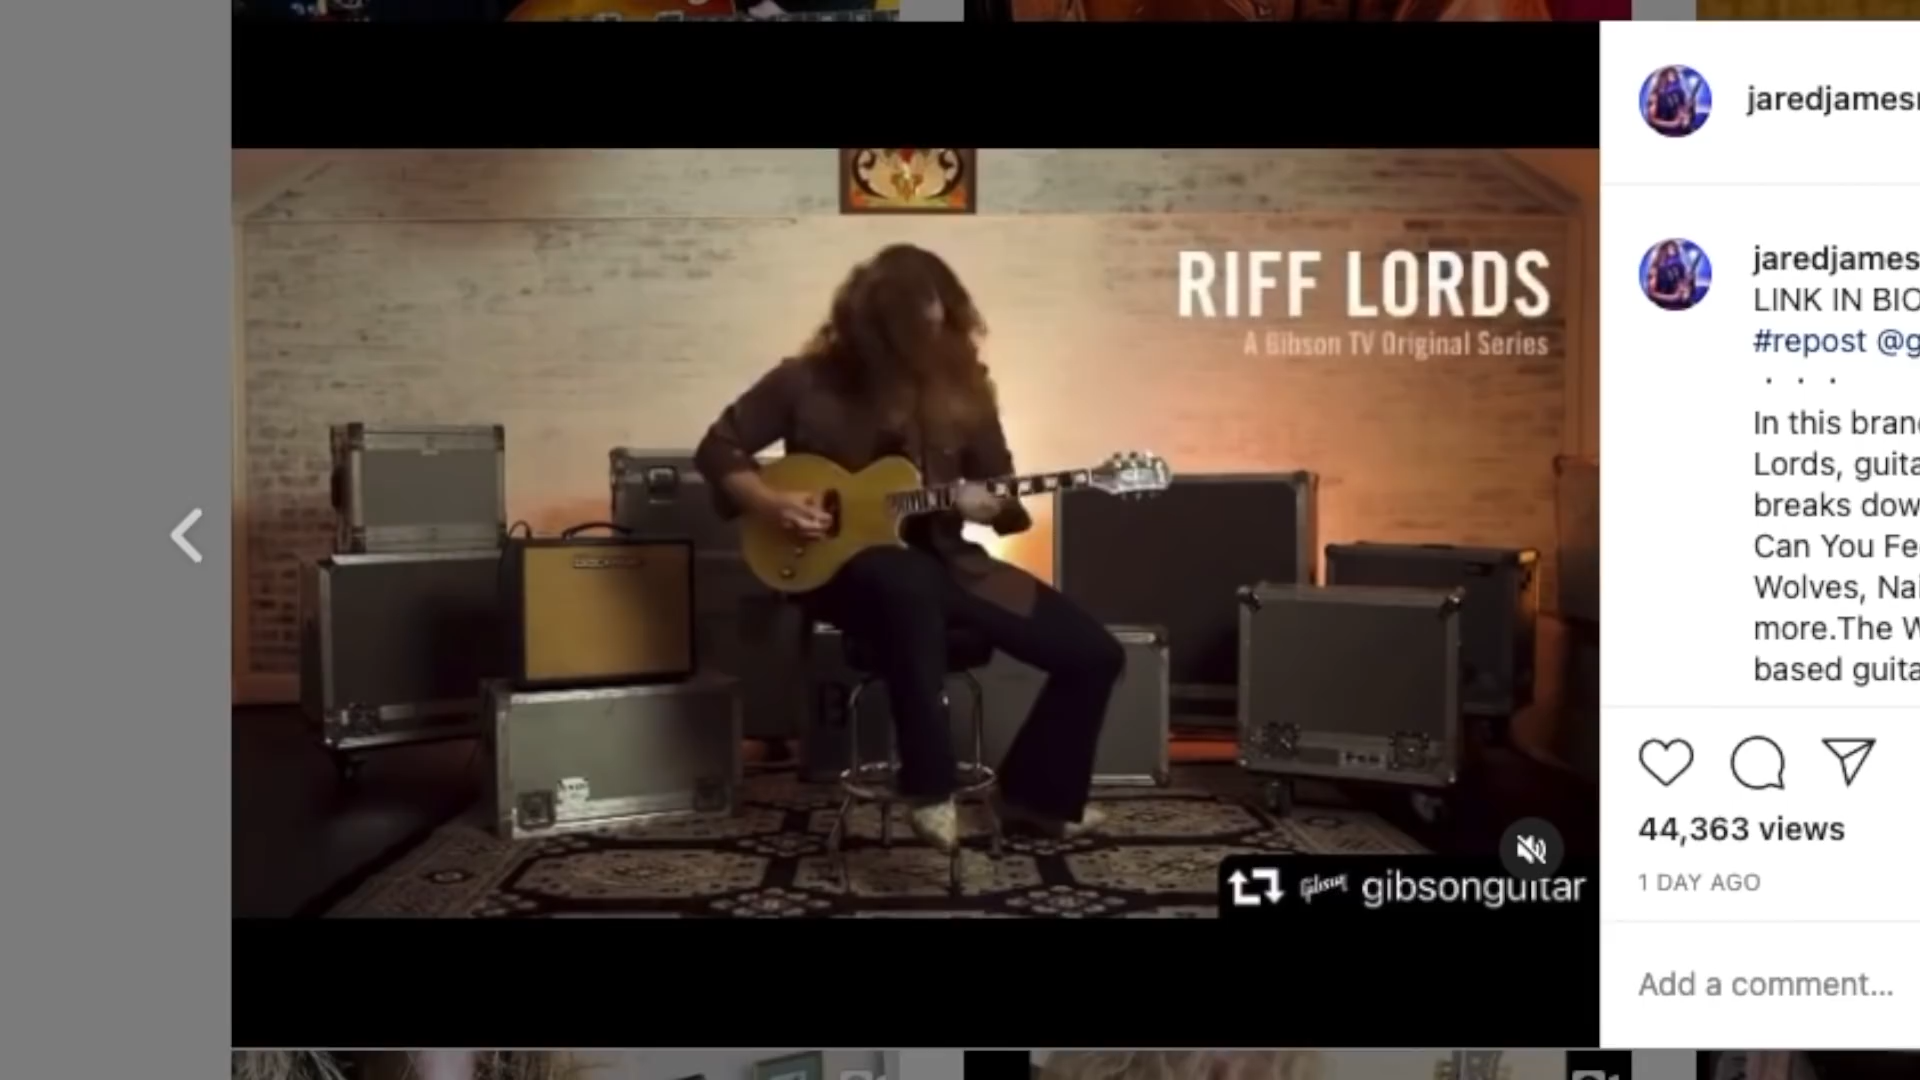 RIFF LORDS
A Gibson TV Original Series
Gibson gibsonguitar
jaredjames
jaredjames
LINK IN BIO
#repost @g
. . .
In this bran
Lords, guita
breaks dow
Can You Fe
Wolves, Na
more.The W
based guita
44,363 views
1 DAY AGO
Add a comment...